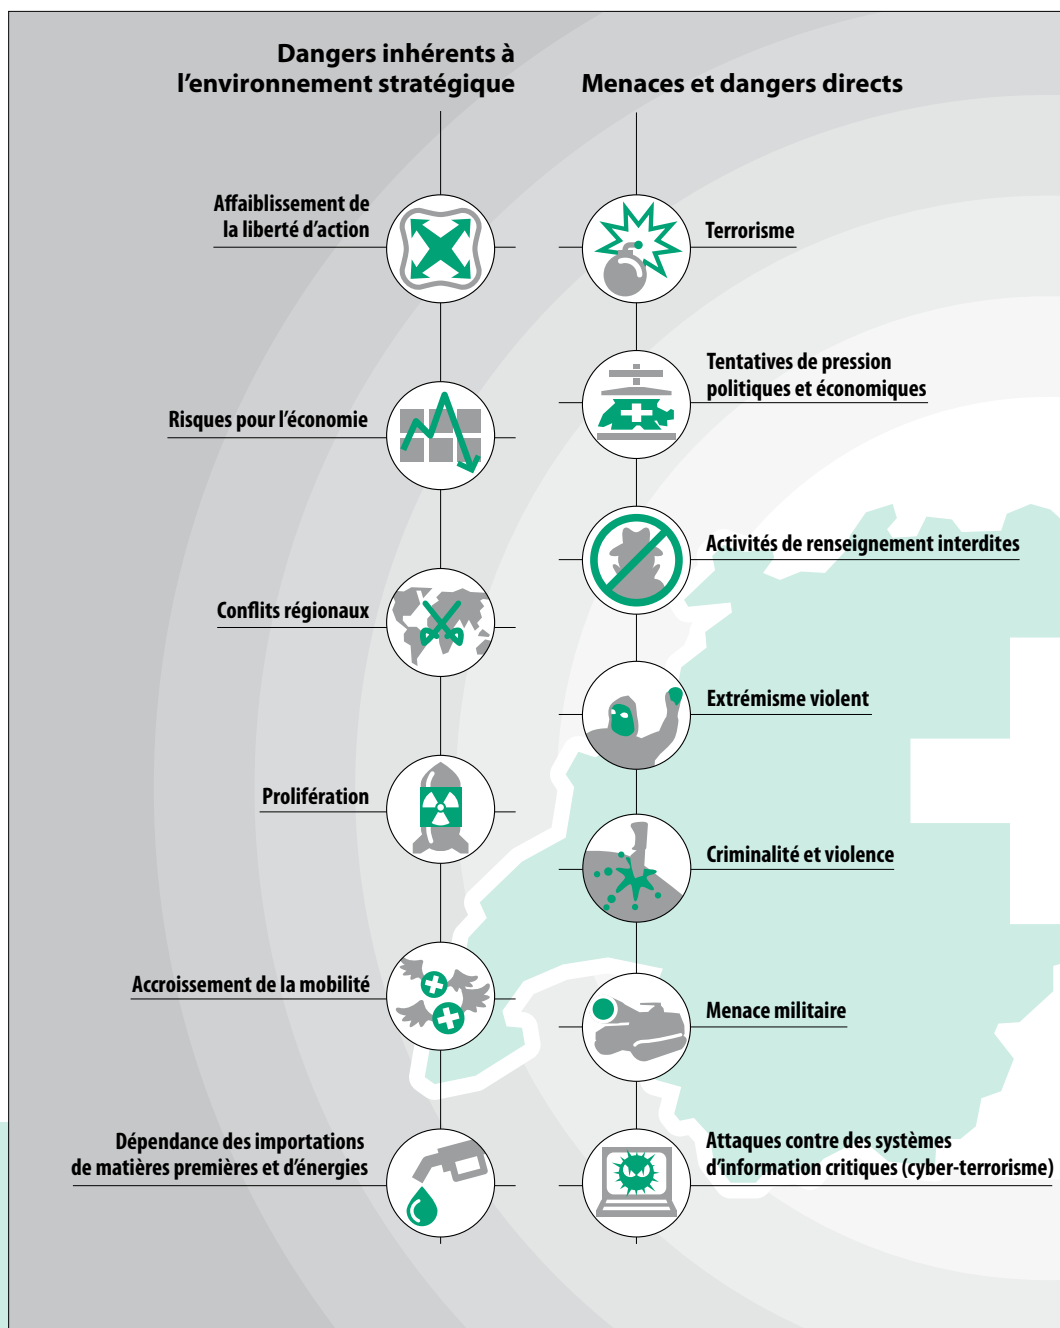 Dangers inhérents à
l’environnement stratégique
Menaces et dangers directs
Affaiblissement de
la liberté d’action
Risques pour l’économie
Conflits régionaux
Prolifération
Accroissement de la mobilité
Dépendance des importations
de matières premières et d’énergies
Terrorisme
Tentatives de pression
politiques et économiques
Activités de renseignement interdites
Extrémisme violent
Criminalité et violence
Menace militaire
Attaques contre des systèmes
d’information critiques (cyber-terrorisme)